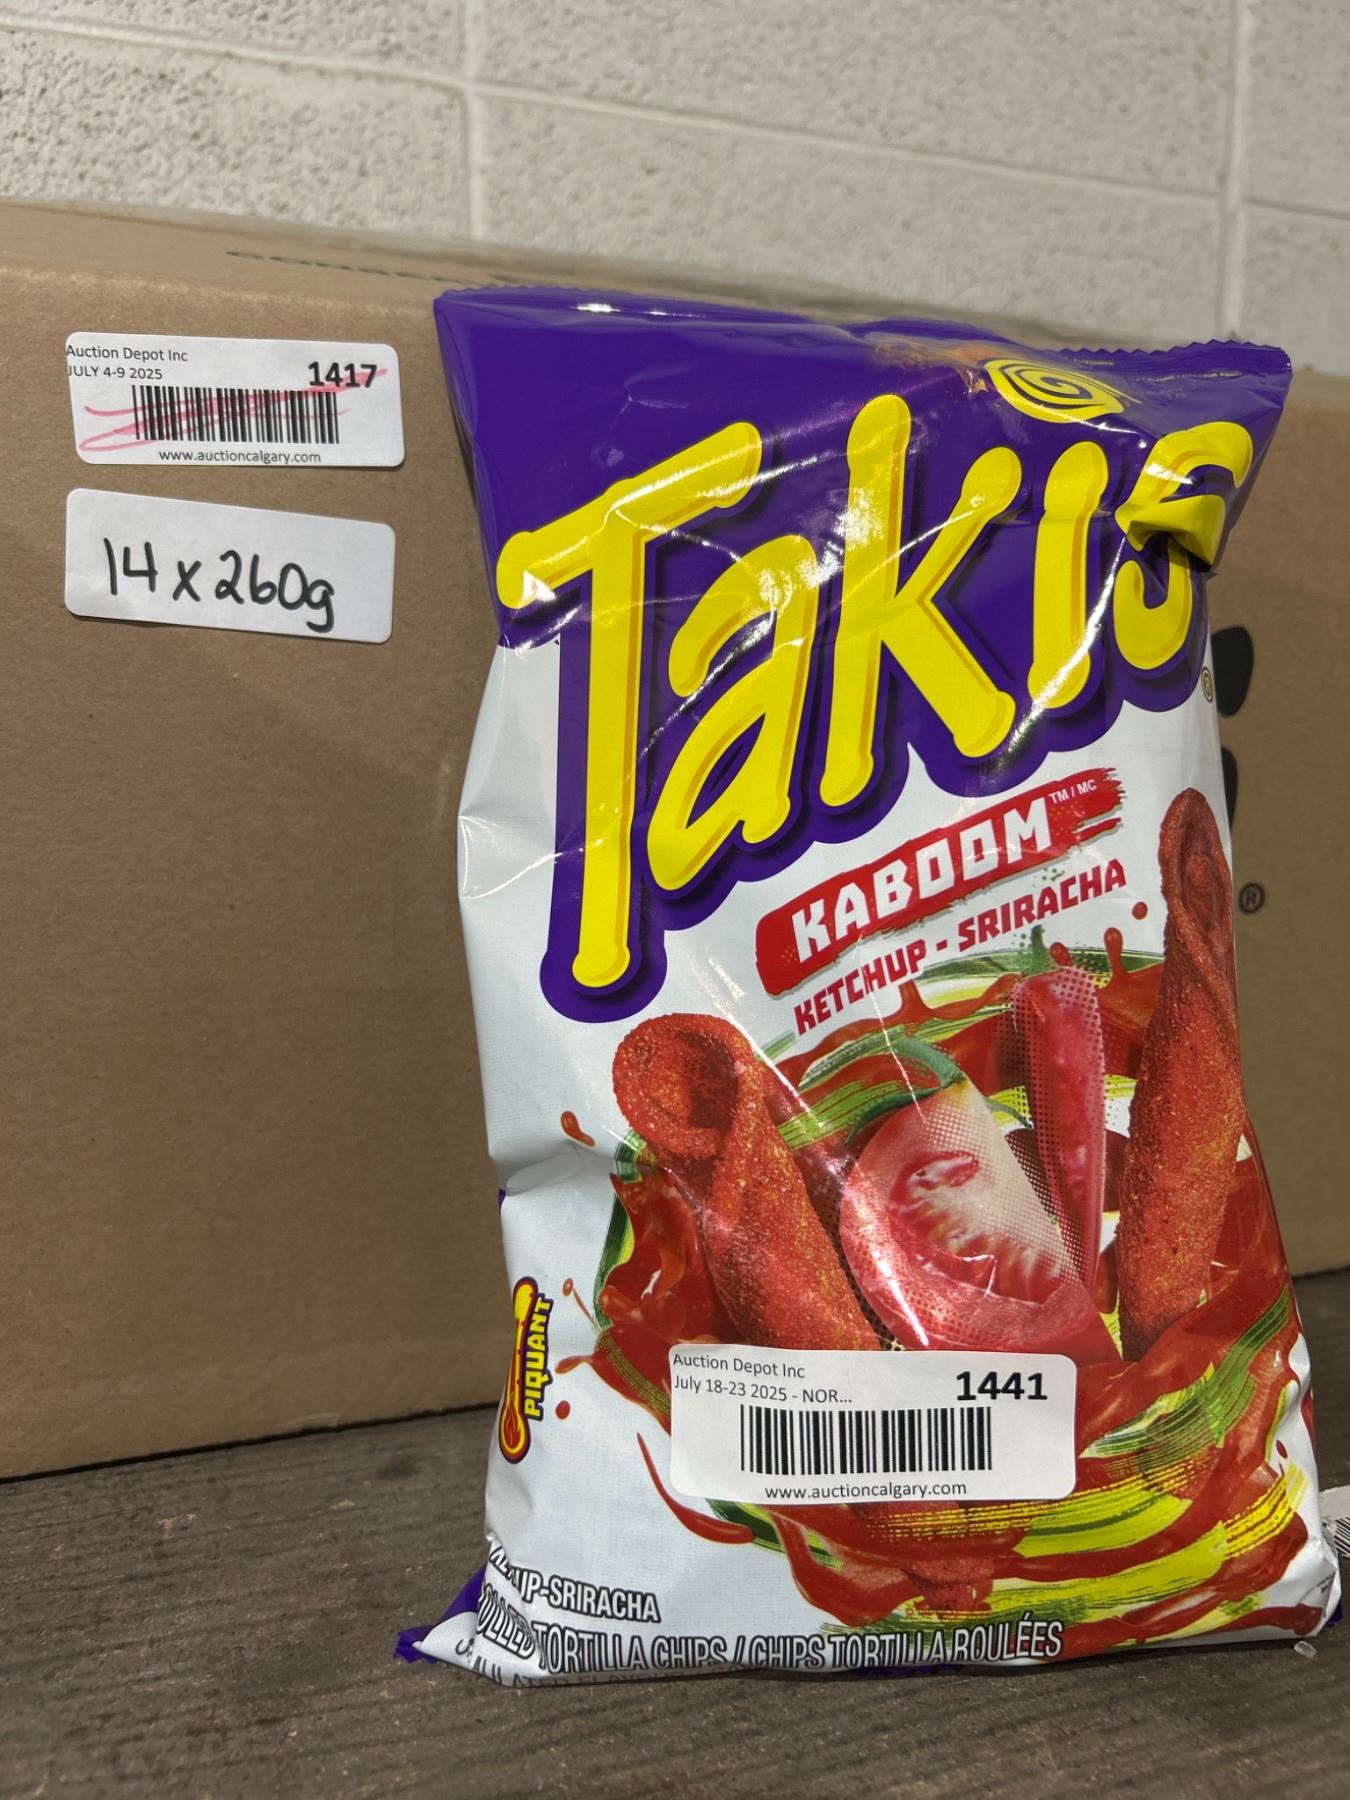 Auction Depot Inc
JULY 4-9 2025
1417
www.auctioncalgary.com
14 x 260g
Takis
®
KABOOM TM / MC
KETCHUP - SRIRACHA
®
PIQUANT
Auction Depot Inc
July 18-23 2025 - NOR...
1441
www.auctioncalgary.com
UP-SRIRACHA
ROLLED TORTILLA CHIPS / CHIPS TORTILLA ROULÉES